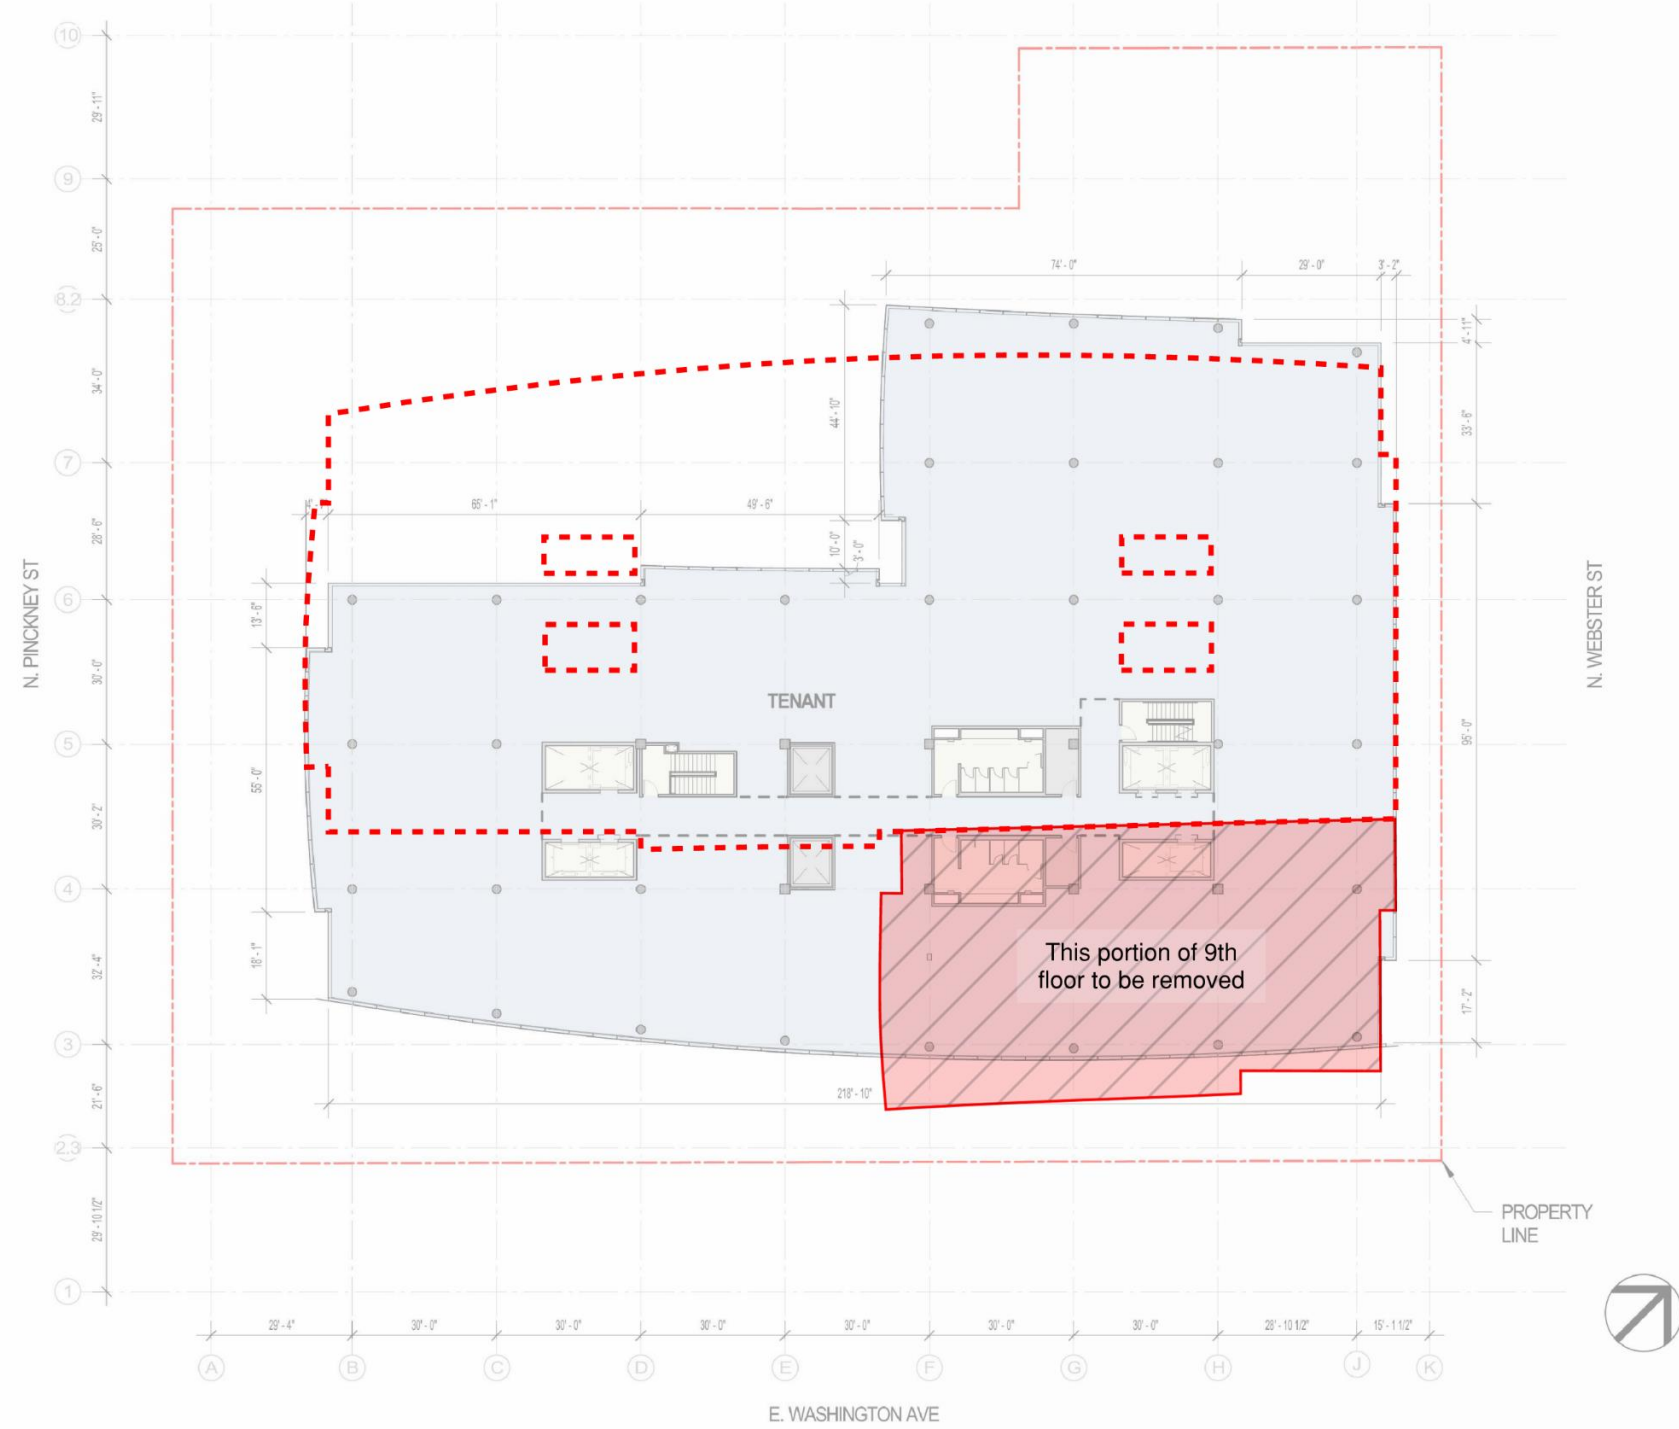 10
29' - 11"
9
25' - 0"
74' - 0"
29' - 0"
3' - 2"
8.2
4' - 11"
34' - 0"
44' - 10"
33' - 6"
7
66' - 1"
49' - 6"
28' - 6"
10' - 0"
3' - 0"
N. PINCKNEY ST
N. WEBSTER ST
6
13' - 6"
30' - 0"
TENANT
5
95' - 0"
55' - 0"
30' - 2"
4
This portion of 9th
floor to be removed
18' - 1"
32' - 4"
17' - 2"
3
218' - 10"
21' - 6"
2.3
PROPERTY
LINE
29' - 10 1/2"
1
29' - 4"
30' - 0"
30' - 0"
30' - 0"
30' - 0"
30' - 0"
30' - 0"
28' - 10 1/2"
15' - 1 1/2"
A
B
C
D
E
F
G
H
J
K
E. WASHINGTON AVE